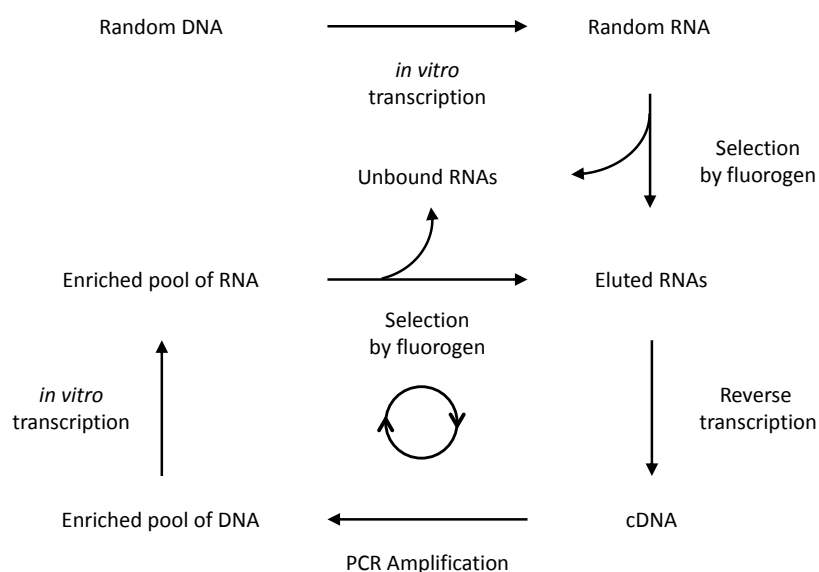 Random DNA
Random RNA
in vitro
transcription
Selection
by fluorogen
Unbound RNAs
Enriched pool of RNA
Eluted RNAs
Selection
by fluorogen
in vitro
transcription
Reverse
transcription
Enriched pool of DNA
cDNA
PCR Amplification